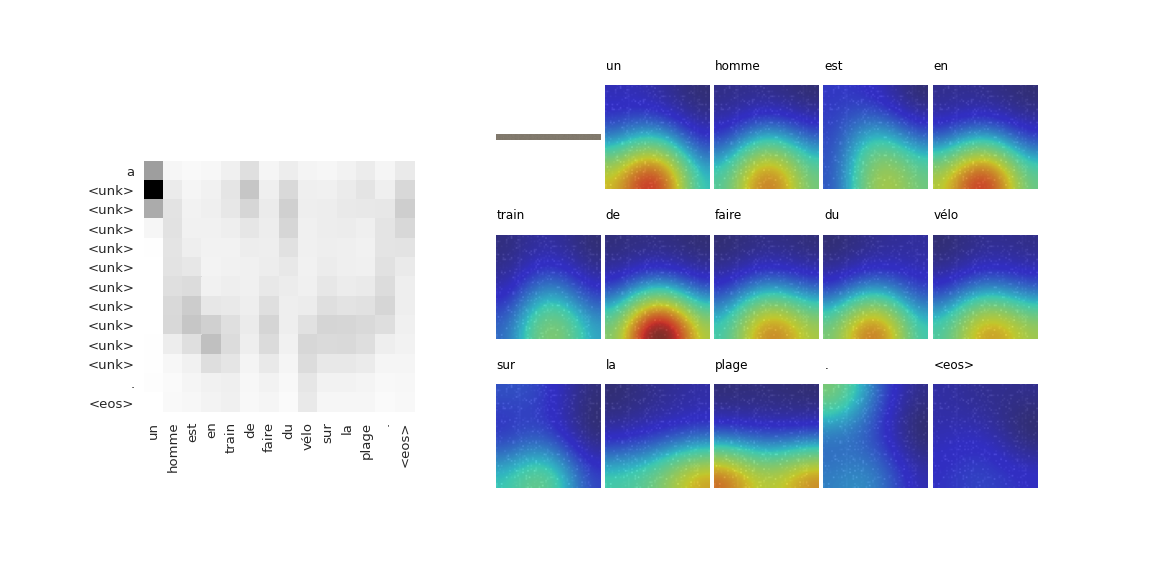 a
<unk>
<unk>
<unk>
<unk>
<unk>
<unk>
<unk>
<unk>
<unk>
<unk>
.
<eos>
un
homme
est
en
train
de
faire
du
vélo
sur
la
plage
.
<eos>
un homme est en
train de faire du vélo
sur la plage . <eos>